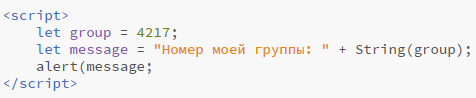 <script>
    let group = 4217;
    let message = "Номер моей группы: " + String(group);
    alert(message;
</script>